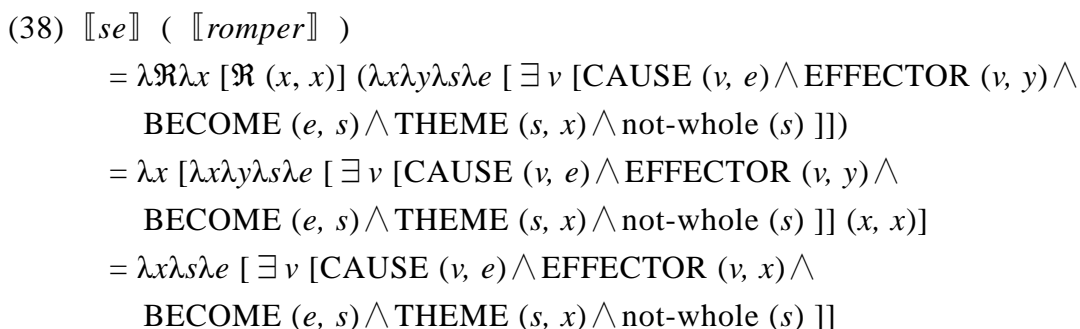 (38) ⟦se⟧ ( ⟦romper⟧ )
= λℜλx [ℜ (x, x)] (λxλyλsλe [ ∃ v [CAUSE (v, e)∧EFFECTOR (v, y)∧
BECOME (e, s)∧THEME (s, x)∧not-whole (s) ]])
= λx [λxλyλsλe [ ∃ v [CAUSE (v, e)∧EFFECTOR (v, y)∧
BECOME (e, s)∧THEME (s, x)∧not-whole (s) ]] (x, x)]
= λxλsλe [ ∃ v [CAUSE (v, e)∧EFFECTOR (v, x)∧
BECOME (e, s)∧THEME (s, x)∧not-whole (s) ]]